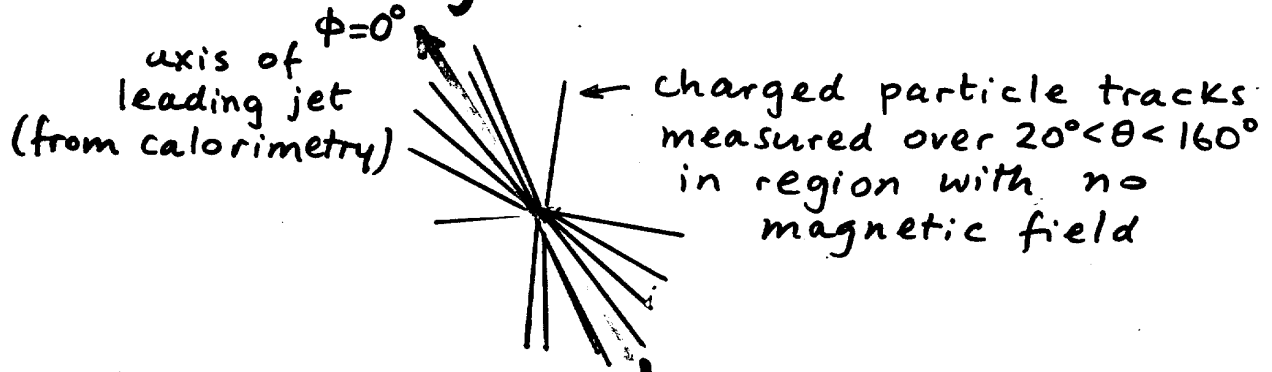 ϕ=0°
axis of
leading jet
(from calorimetry)
← charged particle tracks
measured over 20°<θ<160°
in region with no
magnetic field